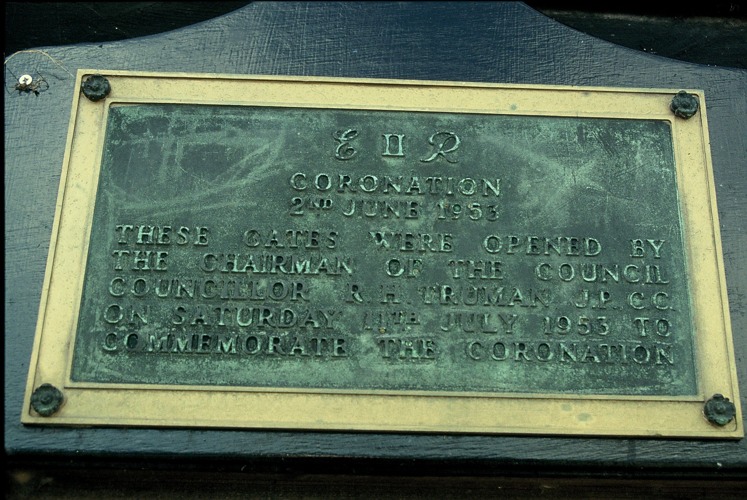 E II R
CORONATION
2ND JUNE 1953
THESE GATES WERE OPENED BY
THE CHAIRMAN OF THE COUNCIL
COUNCILLOR R.H. TRUMAN J.P. C.C.
ON SATURDAY 11TH JULY 1953 TO
COMMEMORATE THE CORONATION